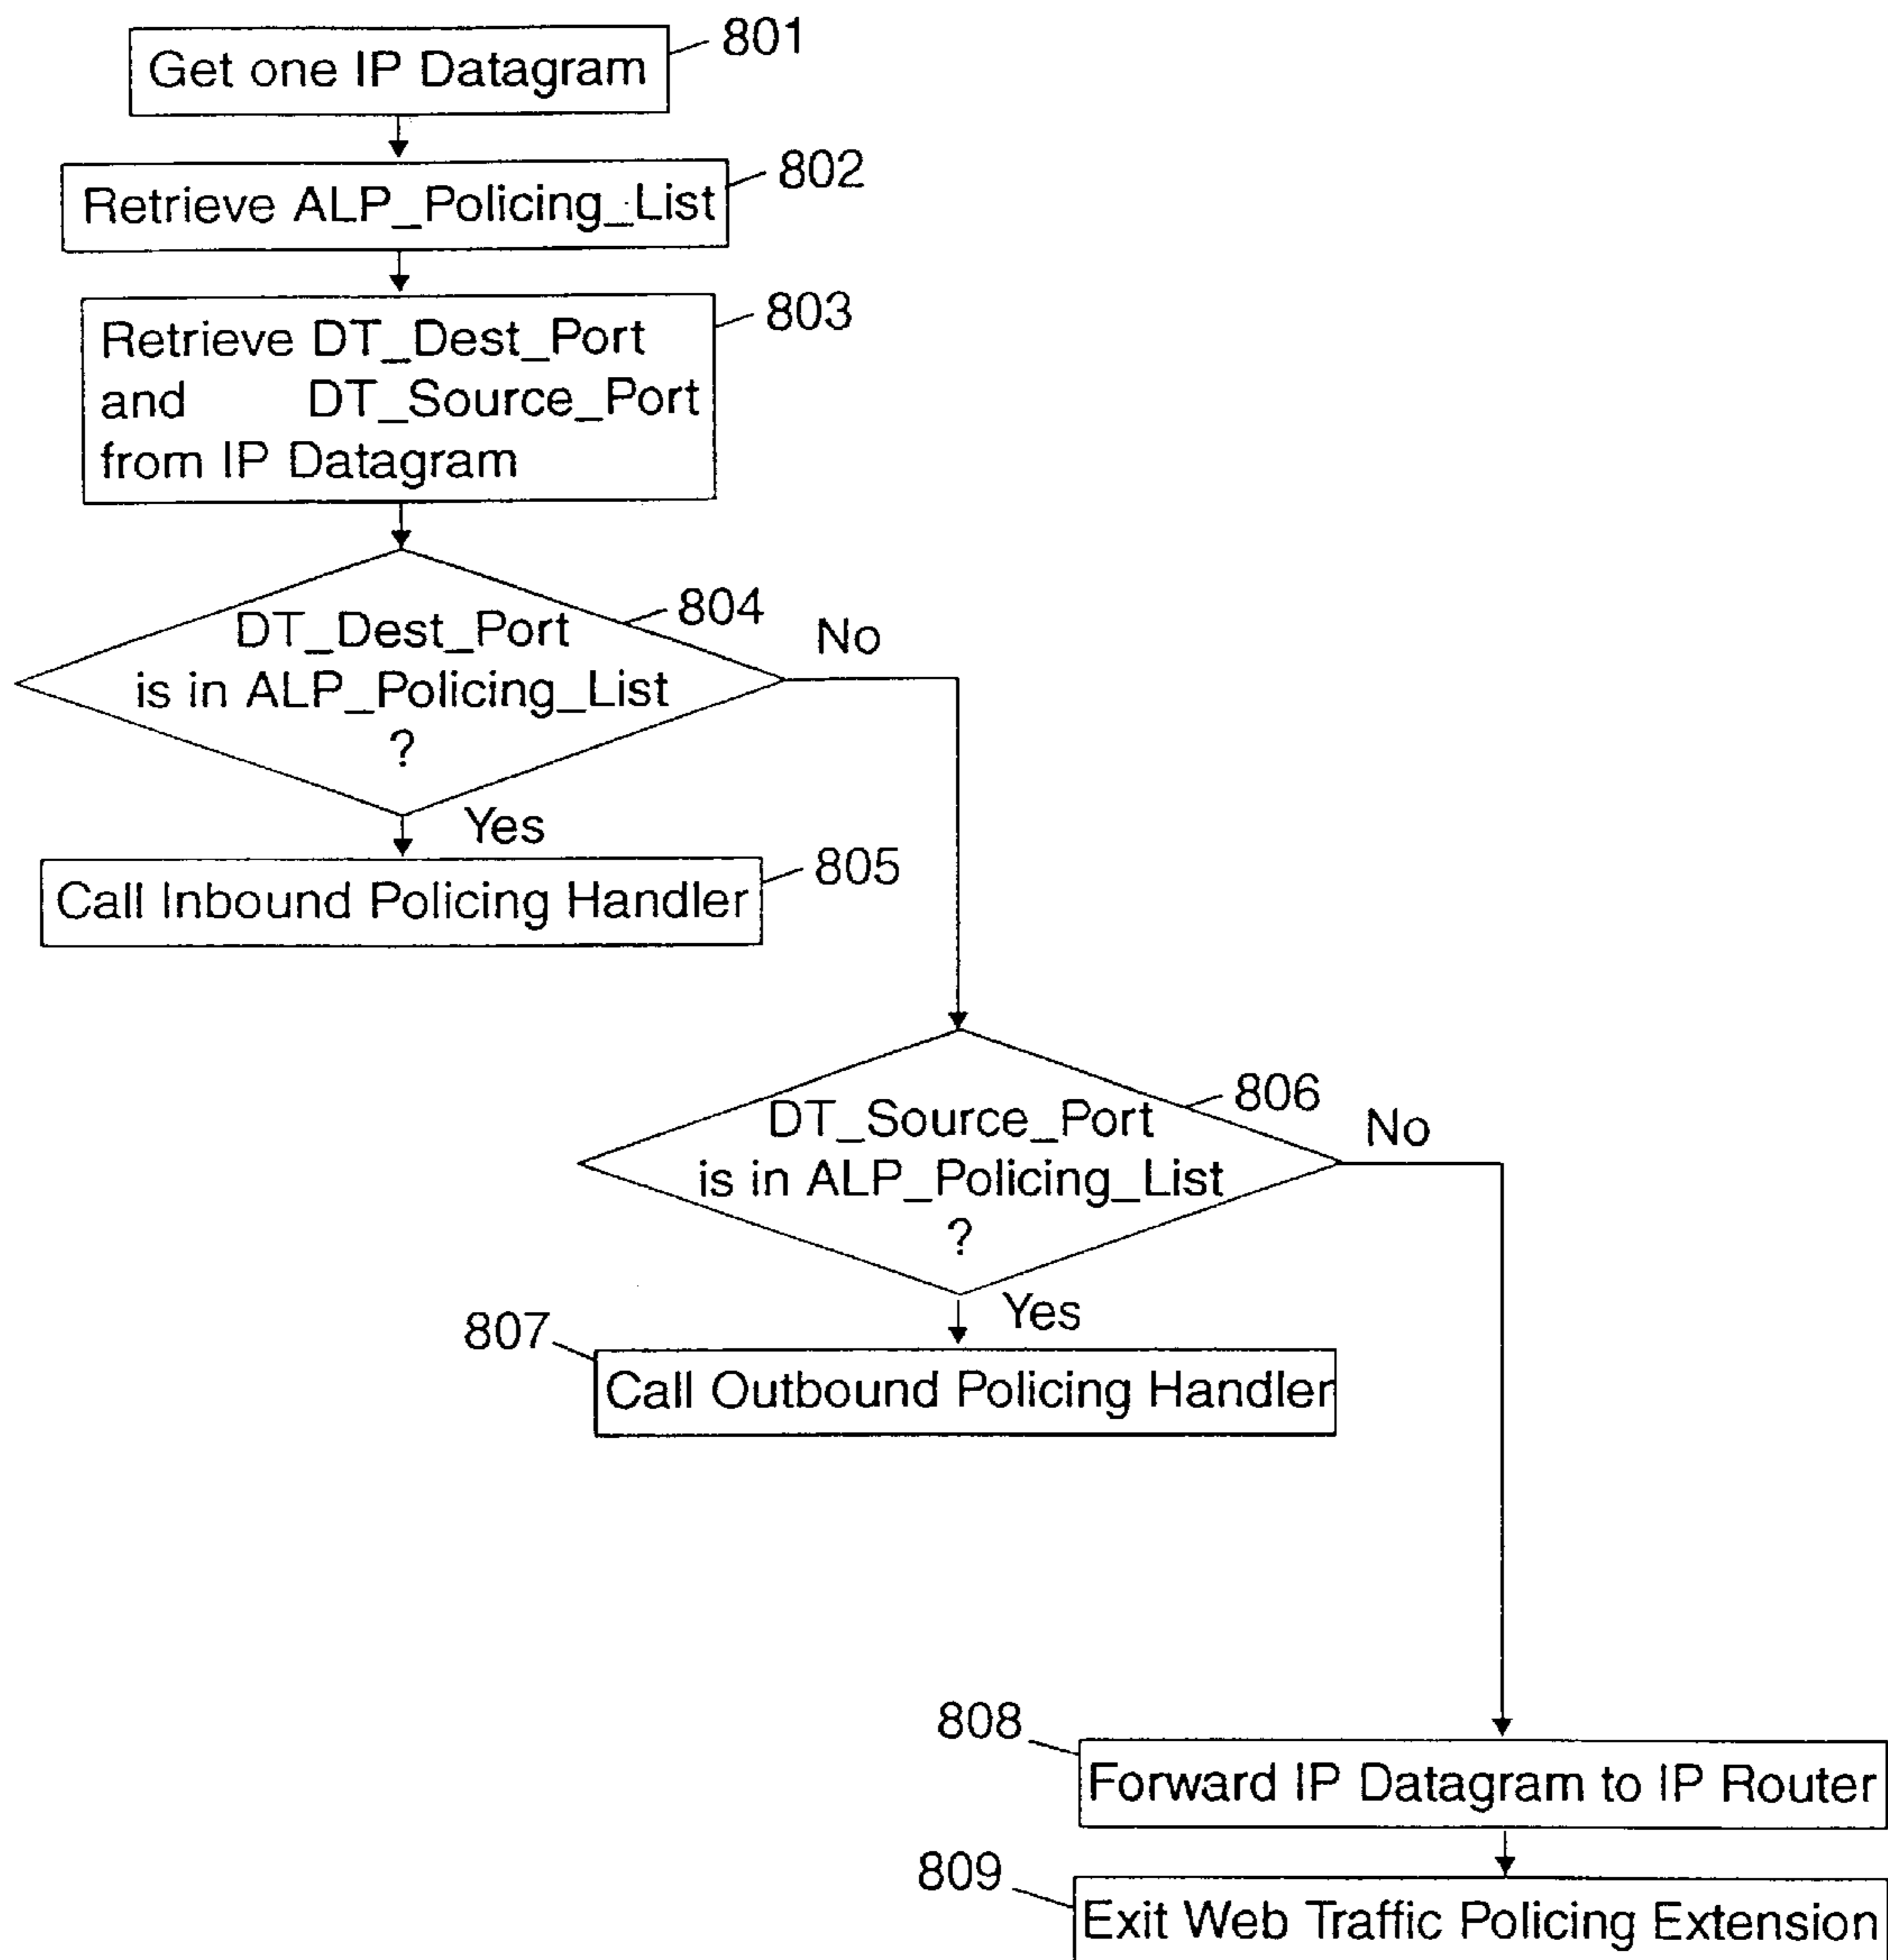 Get one IP Datagram
801
Retrieve ALP_Policing_List
802
Retrieve DT_Dest_Port
and DT_Source_Port
from IP Datagram
803
DT_Dest_Port
is in ALP_Policing_List
?
804
No
Yes
Call Inbound Policing Handler
805
DT_Source_Port
is in ALP_Policing_List
?
806
No
Yes
807
Call Outbound Policing Handler
808
Forward IP Datagram to IP Router
809
Exit Web Traffic Policing Extension